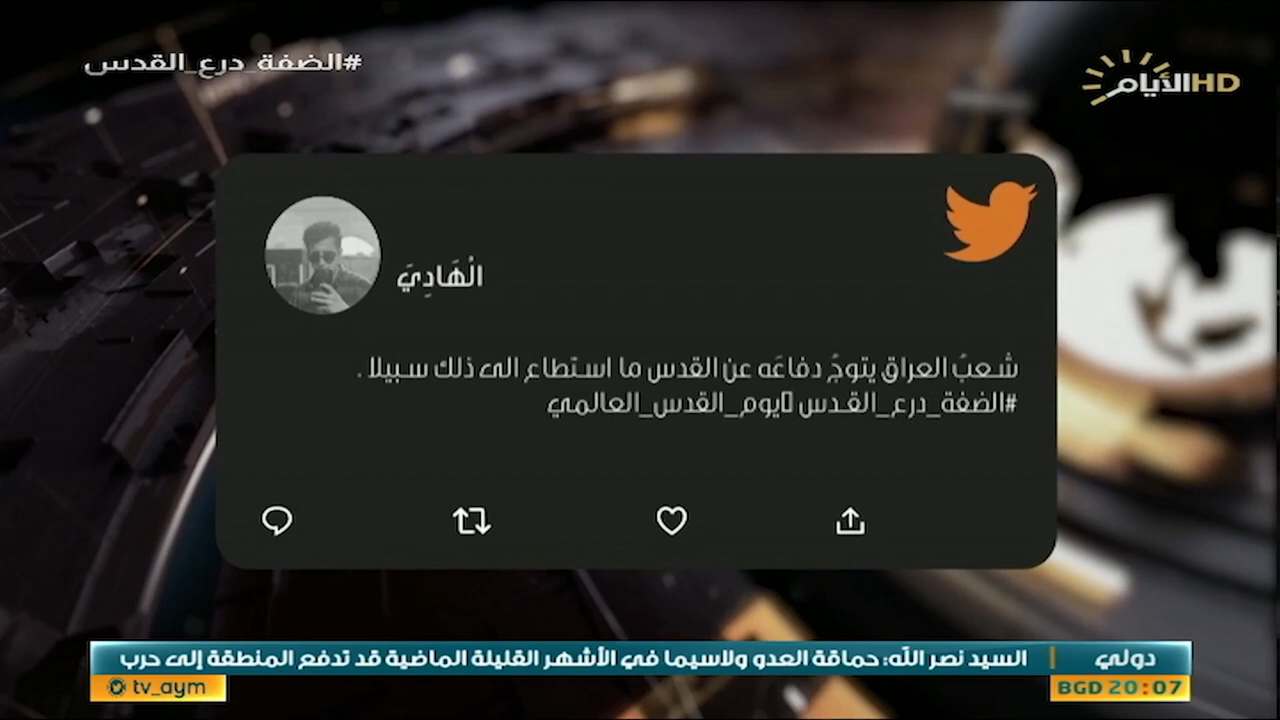 #الضفة_درع_القدس
الأيام HD
الْهَادِيَ
شعبُ العراق يتوجُ دفاعَه عن القدس ما استطاع الى ذلك سبيلا .
#الضفة_درع_القدس ▯يوم_القدس_العالمي
دولي | السيد نصر الله: حماقة العدو ولاسيما في الأشهر القليلة الماضية قد تدفع المنطقة إلى حرب
tv_aym
BGD 20:07